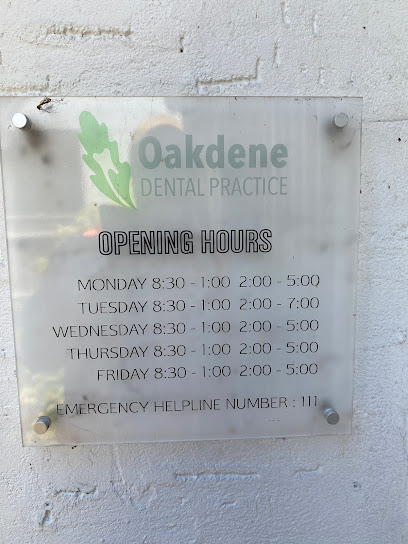 Oakdene
DENTAL PRACTICE
OPENING HOURS
MONDAY 8:30 - 1:00 2:00 - 5:00
TUESDAY 8:30 - 1:00 2:00 - 7:00
WEDNESDAY 8:30 - 1:00 2:00 - 5:00
THURSDAY 8:30 - 1:00 2:00 - 5:00
FRIDAY 8:30 - 1:00 2:00 - 5:00
EMERGENCY HELPLINE NUMBER : 111